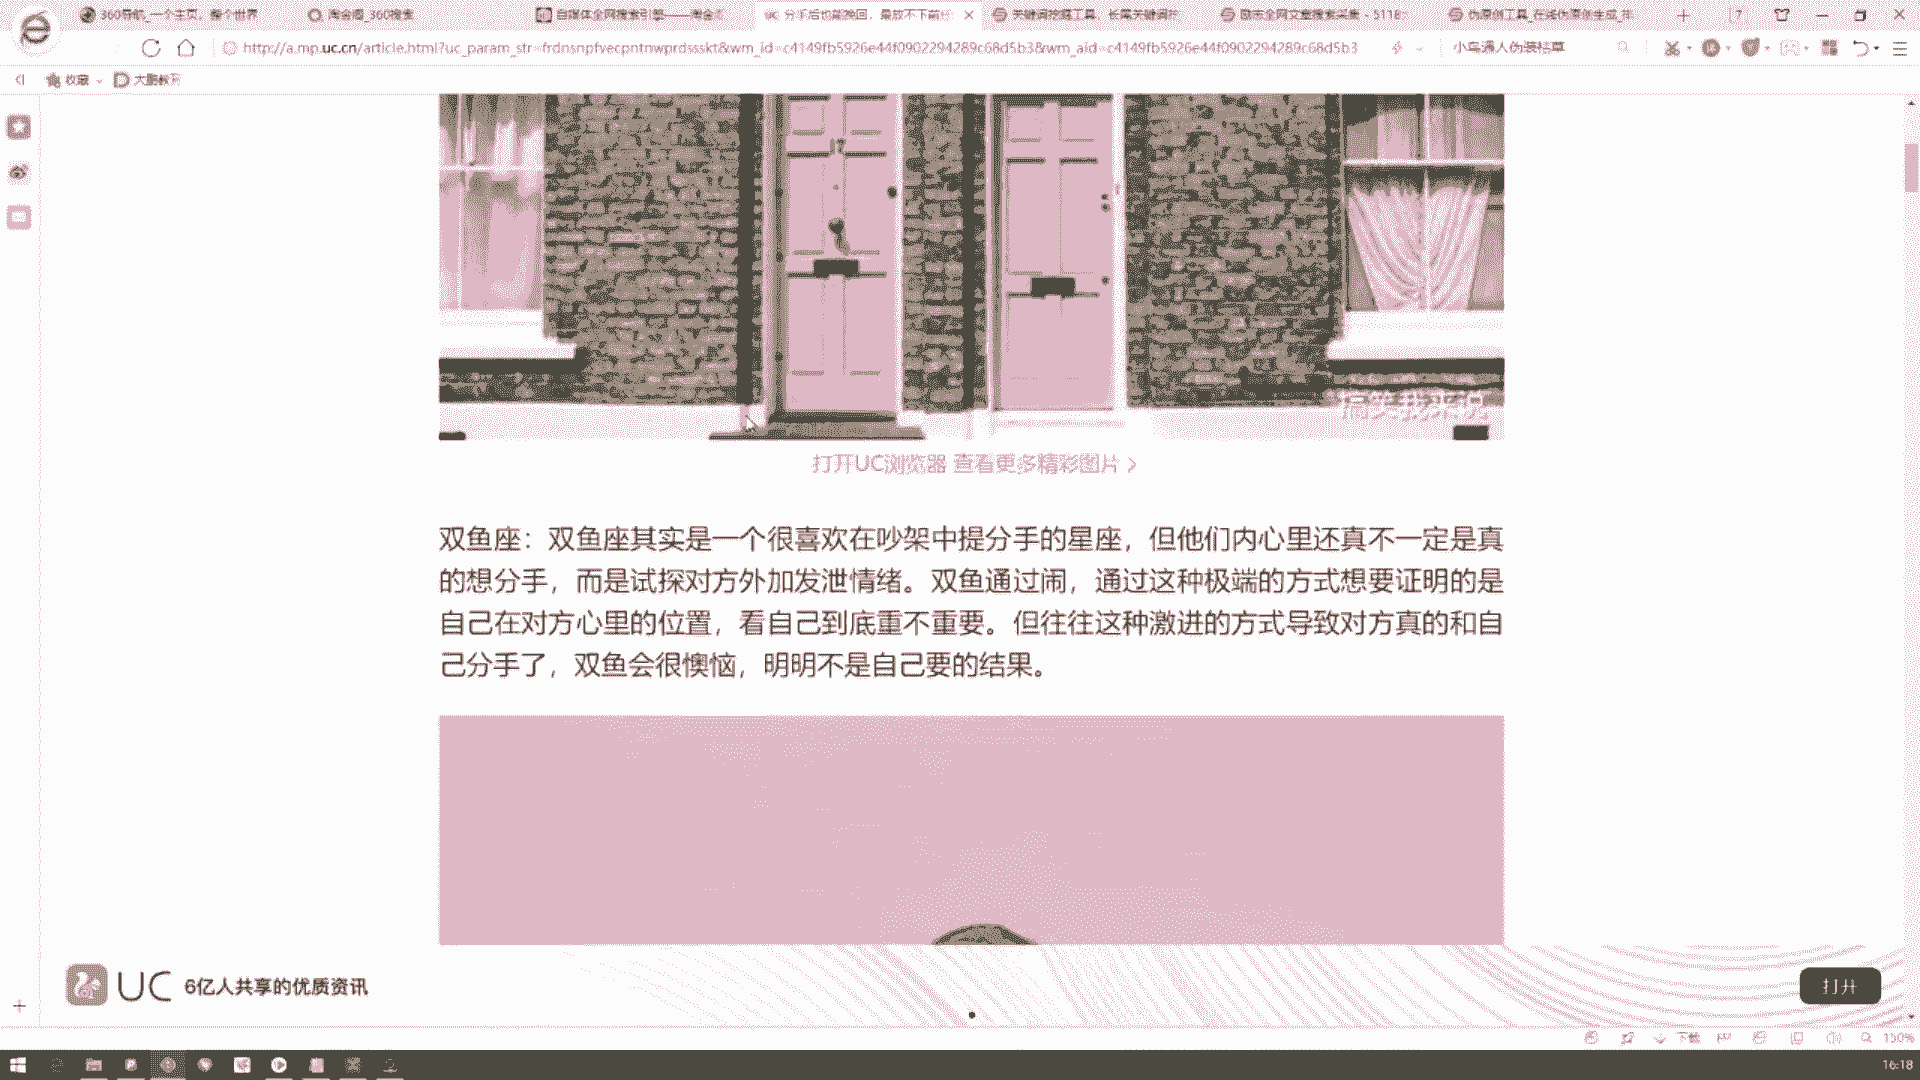 360导航_一个主页，整个世界
淘金阁_360搜索
自媒体全网搜索引擎——淘金
分手后也能挽回，最放不下前任
关键词挖掘工具，长尾关键词挖
励志全网文章搜索采集 - 5118
伪原创工具_在线伪原创生成_
7
http://a.mp.uc.cn/article.html?uc_param_str=frdnsnpfvecpntnwprdssskt&wm_id=c4149fb5926e44f0902294289c68d5b3&wm_aid=c4149fb5926e44f0902294289c68d5b3
小鸟遇人伪装枯草
收藏
大鹏教育
17
搞笑我来说
打开UC浏览器 查看更多精彩图片 >
双鱼座：双鱼座其实是一个很喜欢在吵架中提分手的星座，但他们内心里还真不一定是真
的想分手，而是试探对方外加发泄情绪。双鱼通过闹，通过这种极端的方式想要证明的是
自己在对方心里的位置，看自己到底重不重要。但往往这种激进的方式导致对方真的和自
己分手了，双鱼会很懊恼，明明不是自己要的结果。
UC 6亿人共享的优质资讯
打开
下载
150%
16:18